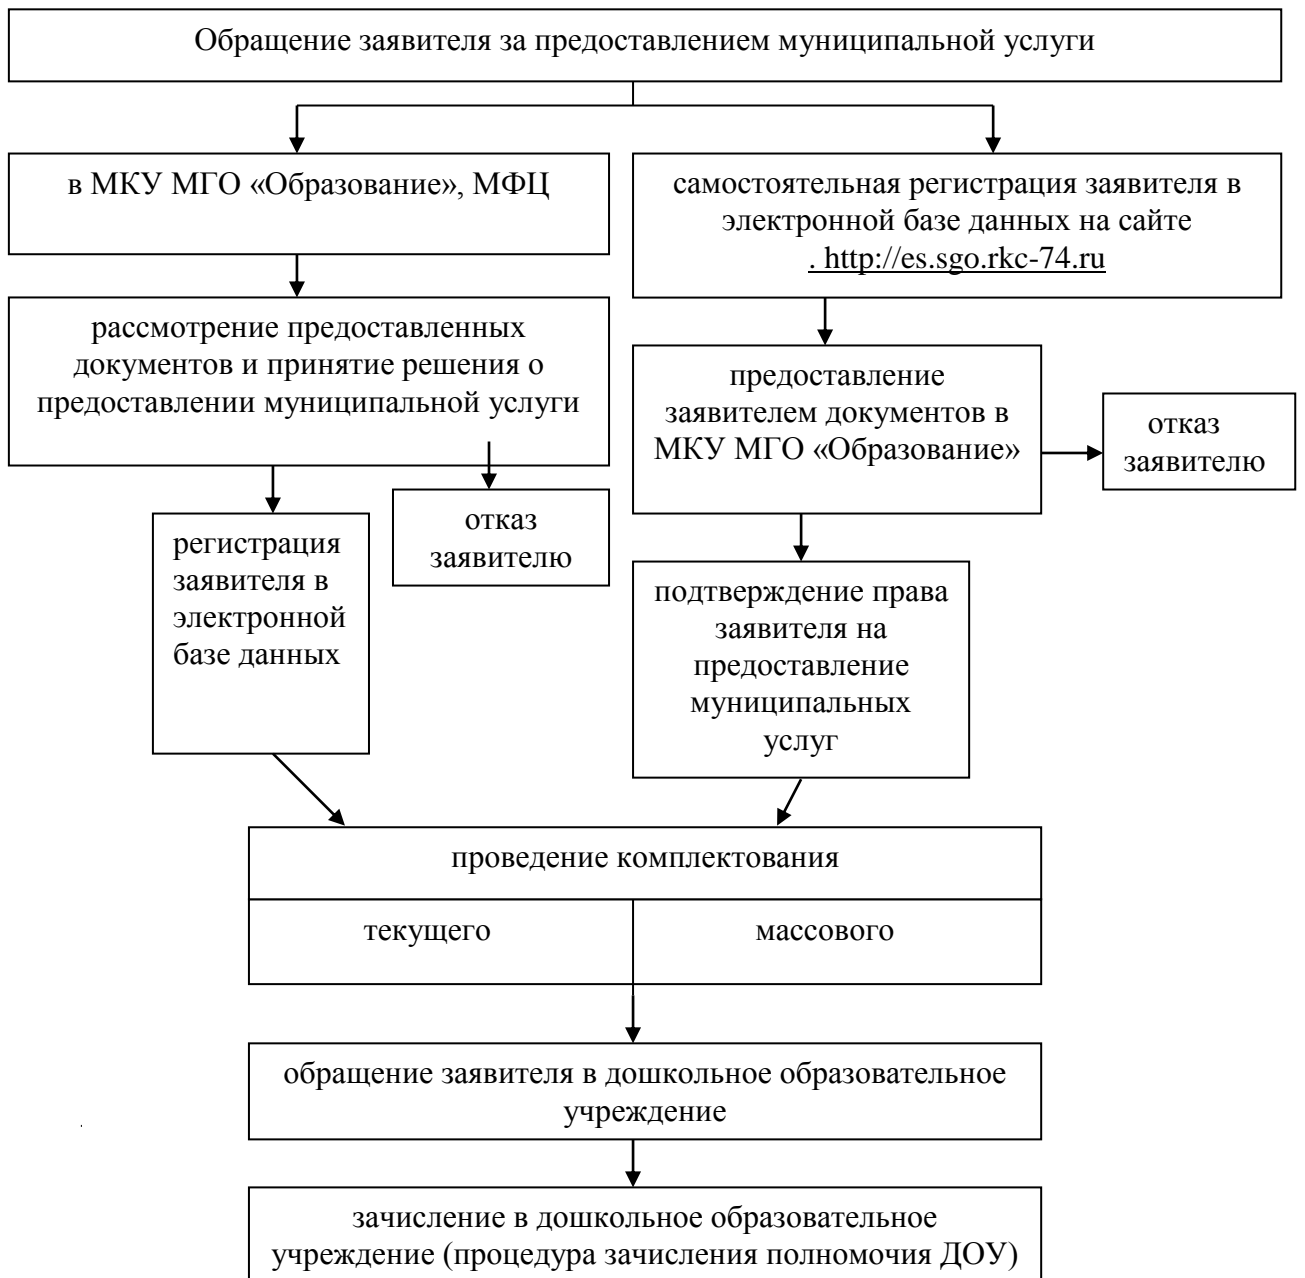 Обращение заявителя за предоставлением муниципальной услуги
в МКУ МГО «Образование», МФЦ
самостоятельная регистрация заявителя в
электронной базе данных на сайте
. http://es.sgo.rkc-74.ru
рассмотрение предоставленных
документов и принятие решения о
предоставлении муниципальной услуги
предоставление
заявителем документов в
МКУ МГО «Образование»
отказ
заявителю
регистрация
заявителя в
электронной
базе данных
отказ
заявителю
подтверждение права
заявителя на
предоставление
муниципальных
услуг
проведение комплектования
текущего
массового
обращение заявителя в дошкольное образовательное
учреждение
зачисление в дошкольное образовательное
учреждение (процедура зачисления полномочия ДОУ)